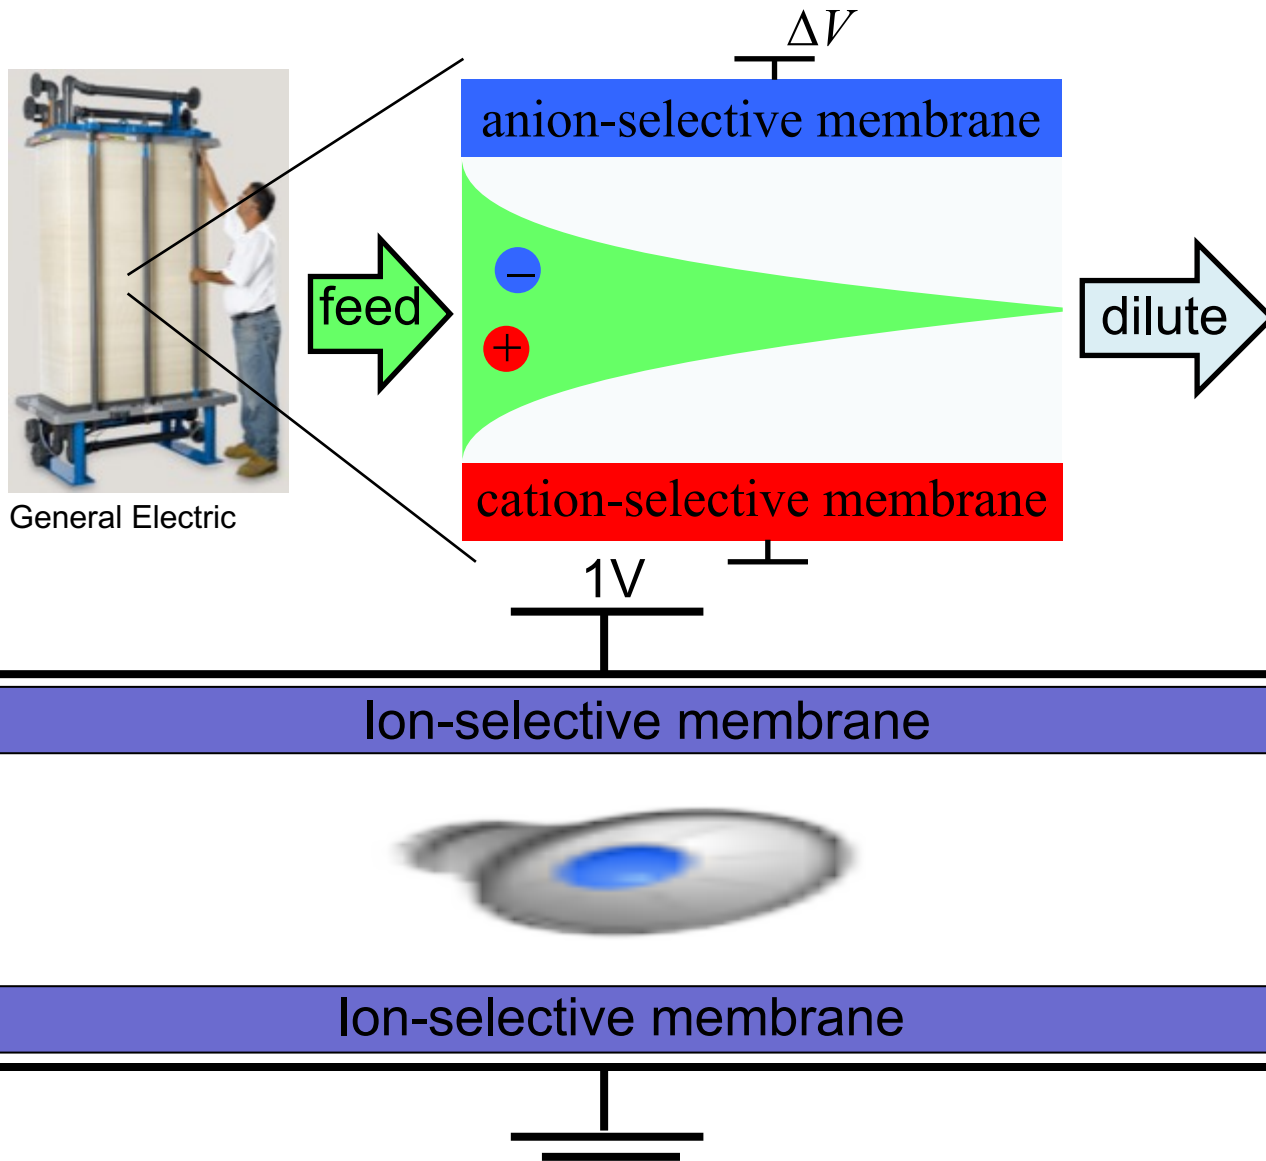 ΔV
anion-selective membrane
−
feed
+
dilute
cation-selective membrane
General Electric
1V
Ion-selective membrane
Ion-selective membrane